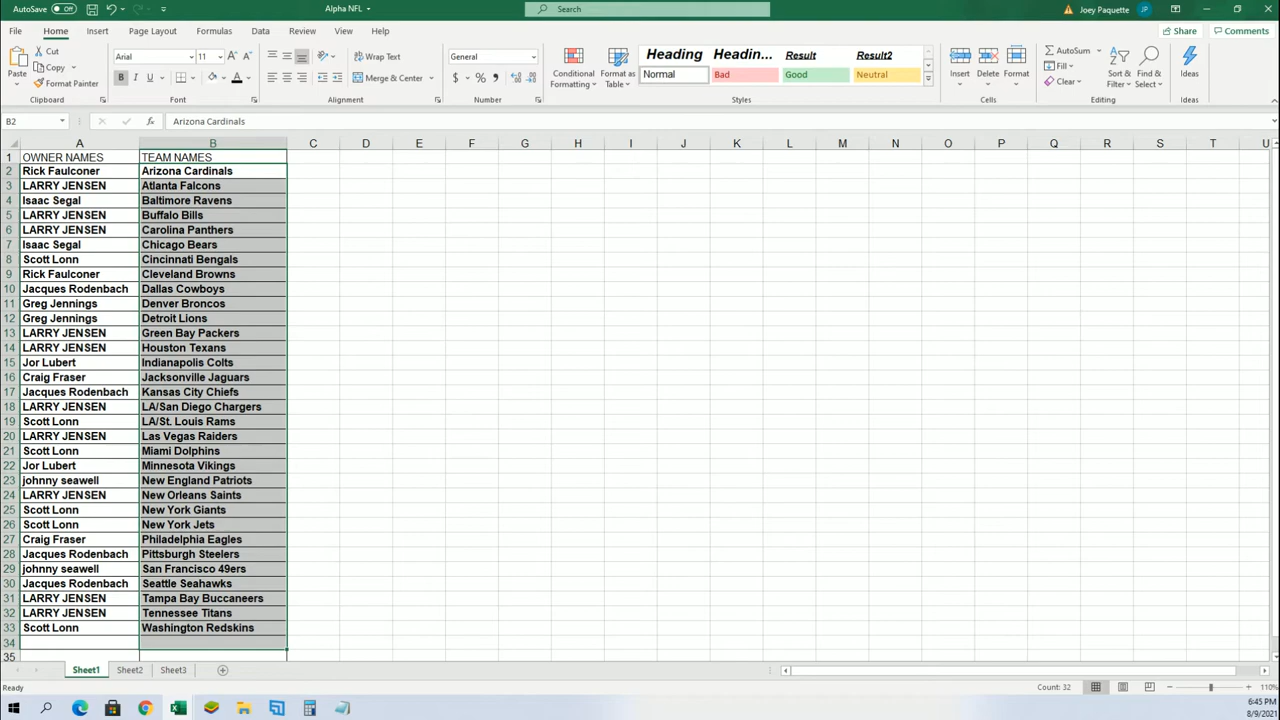 AutoSave Off Alpha NFL Search Joey Paquette JP
File Home Insert Page Layout Formulas Data Review View Help Share Comments
Cut Copy Format Painter Paste Clipboard
Arial 11 B I U A Font
Wrap Text Merge & Center Alignment
General $ % Number
Conditional Formatting Format as Table
Heading Headin... Result Result2
Normal Bad Good Neutral
Styles
Insert Delete Format Cells
AutoSum Fill Clear Sort & Filter Find & Select Editing
Ideas Ideas
B2 fx Arizona Cardinals
A B C D E F G H I J K L M N O P Q R S T U
1 OWNER NAMES TEAM NAMES
2 Rick Faulconer Arizona Cardinals
3 LARRY JENSEN Atlanta Falcons
4 Isaac Segal Baltimore Ravens
5 LARRY JENSEN Buffalo Bills
6 LARRY JENSEN Carolina Panthers
7 Isaac Segal Chicago Bears
8 Scott Lonn Cincinnati Bengals
9 Rick Faulconer Cleveland Browns
10 Jacques Rodenbach Dallas Cowboys
11 Greg Jennings Denver Broncos
12 Greg Jennings Detroit Lions
13 LARRY JENSEN Green Bay Packers
14 LARRY JENSEN Houston Texans
15 Jor Lubert Indianapolis Colts
16 Craig Fraser Jacksonville Jaguars
17 Jacques Rodenbach Kansas City Chiefs
18 LARRY JENSEN LA/San Diego Chargers
19 Scott Lonn LA/St. Louis Rams
20 LARRY JENSEN Las Vegas Raiders
21 Scott Lonn Miami Dolphins
22 Jor Lubert Minnesota Vikings
23 johnny seawell New England Patriots
24 LARRY JENSEN New Orleans Saints
25 Scott Lonn New York Giants
26 Scott Lonn New York Jets
27 Craig Fraser Philadelphia Eagles
28 Jacques Rodenbach Pittsburgh Steelers
29 johnny seawell San Francisco 49ers
30 Jacques Rodenbach Seattle Seahawks
31 LARRY JENSEN Tampa Bay Buccaneers
32 LARRY JENSEN Tennessee Titans
33 Scott Lonn Washington Redskins
34
35
Sheet1 Sheet2 Sheet3
Ready Count: 32 110%
6:45 PM
8/9/2021